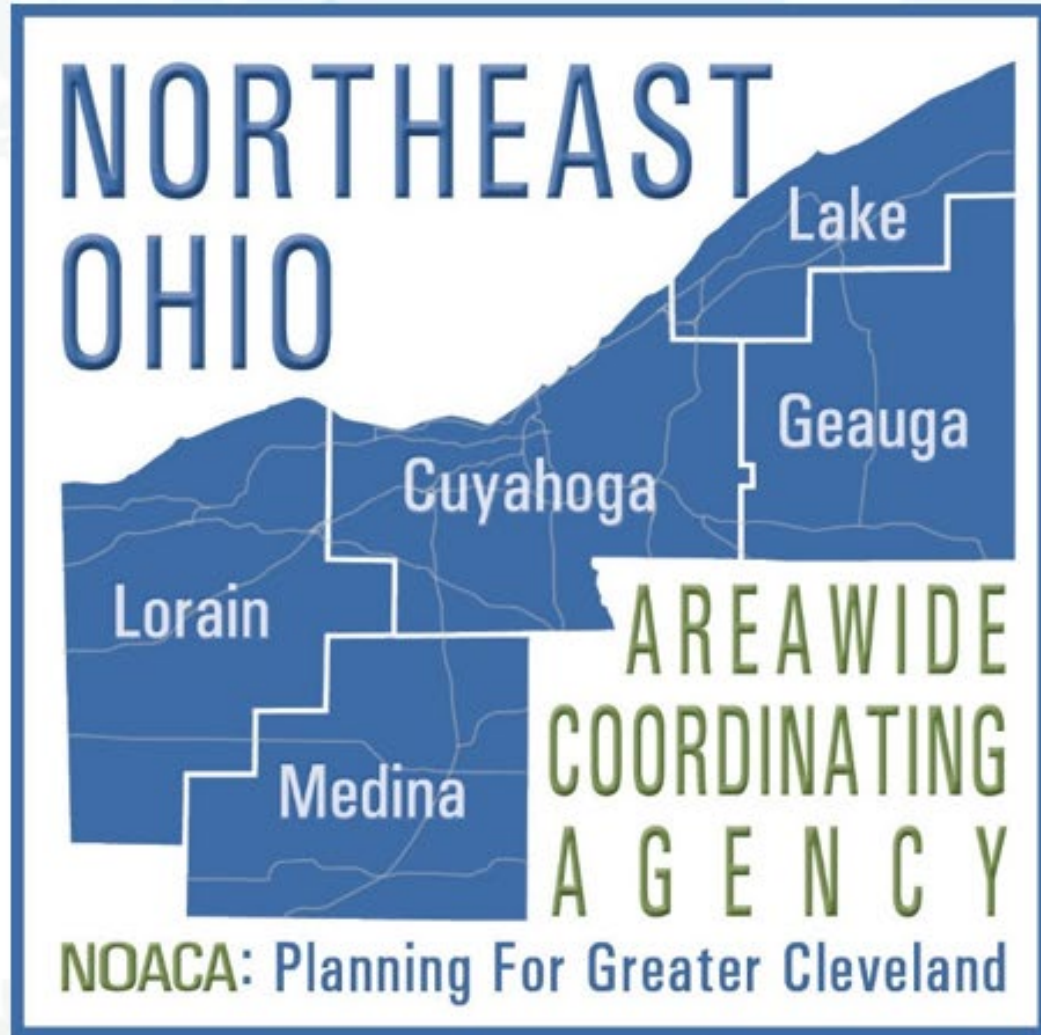 NORTHEAST
OHIO
Lake
Geauga
Cuyahoga
Lorain
Medina
AREAWIDE
COORDINATING
AGENCY
NOACA: Planning For Greater Cleveland